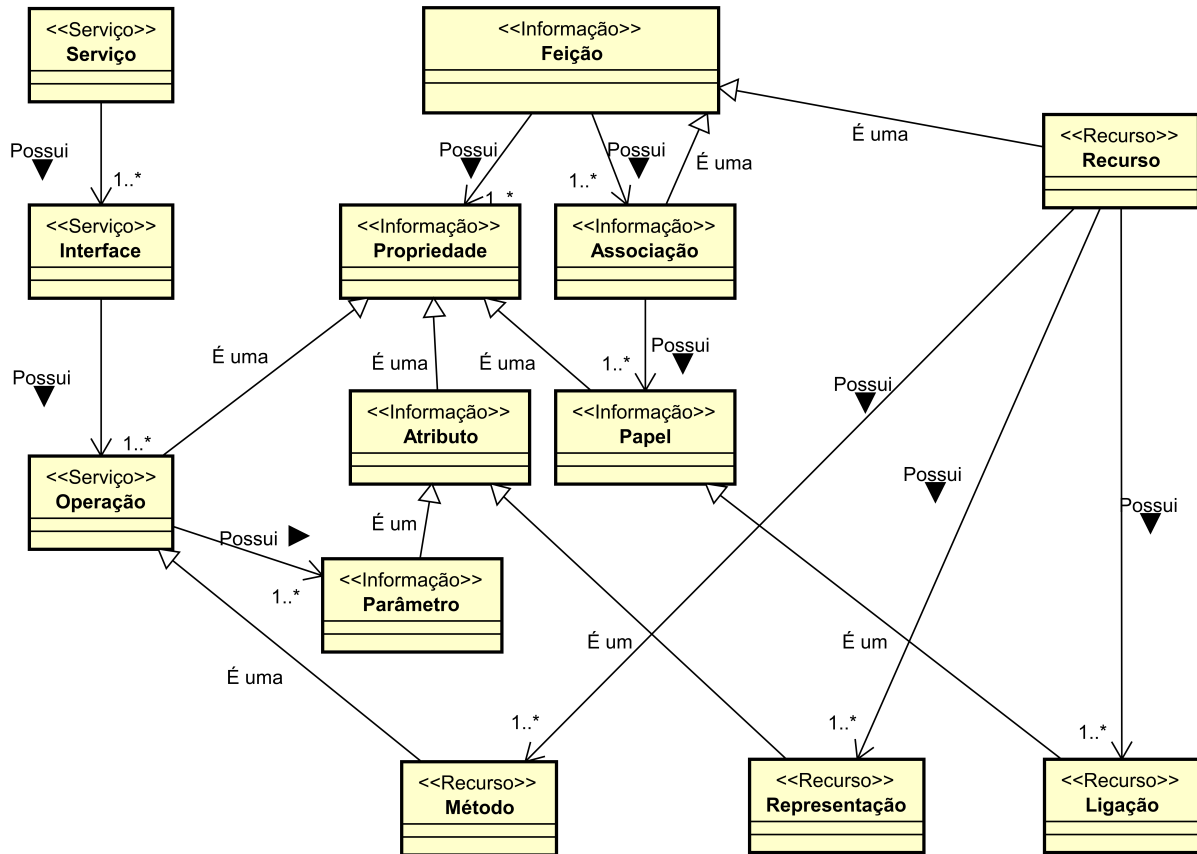 <<Serviço>>
Serviço
<<Informação>>
Feição
<<Recurso>>
Recurso
É uma
Possui
1..*
Possui
1..*
Possui
1..*
É uma
<<Serviço>>
Interface
<<Informação>>
Propriedade
<<Informação>>
Associação
Possui
1..*
É uma
É uma
É uma
1..*
Possui
Possui
Possui
Possui
<<Serviço>>
Operação
<<Informação>>
Atributo
<<Informação>>
Papel
Possui
1..*
É um
<<Informação>>
Parâmetro
É uma
É um
É um
1..*
1..*
1..*
<<Recurso>>
Método
<<Recurso>>
Representação
<<Recurso>>
Ligação